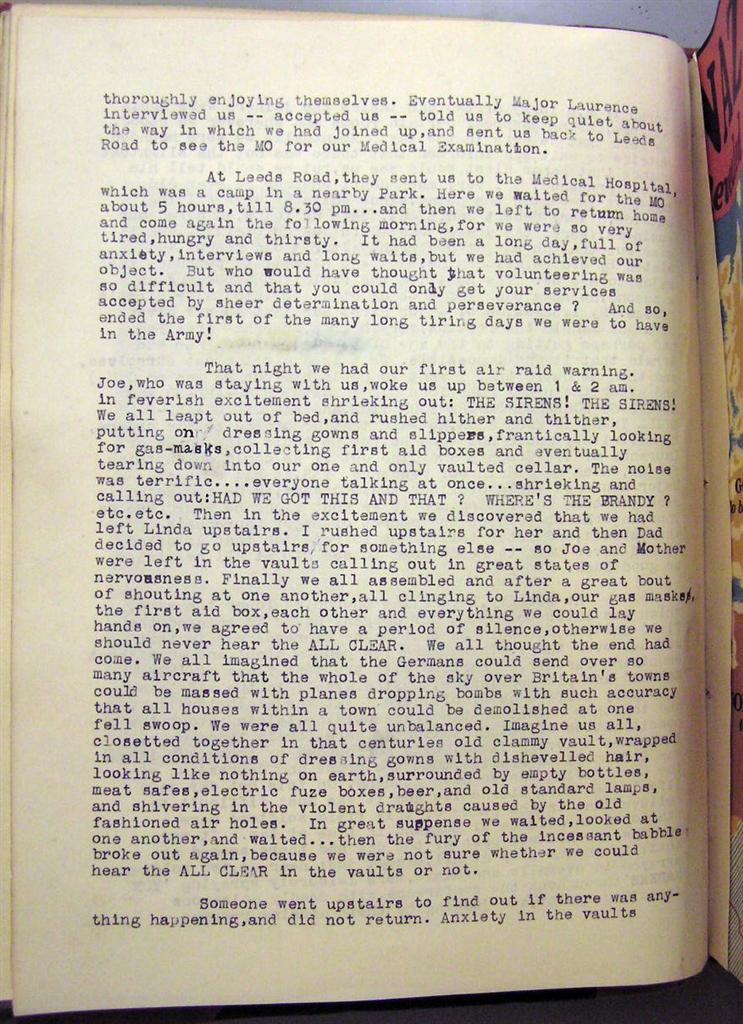 thoroughly enjoying themselves. Eventually Major Laurence
interviewed us -- accepted us -- told us to keep quiet about
the way in which we had joined up,and sent us back to Leeds
Road to see the MO for our Medical Examination.
At Leeds Road,they sent us to the Medical Hospital,
which was a camp in a nearby Park. Here we waited for the MO
about 5 hours,till 8.30 pm...and then we left to return home
and come again the following morning,for we were so very
tired,hungry and thirsty.  It had been a long day,full of
anxiety,interviews and long waits,but we had achieved our
object.  But who would have thought that volunteering was
so difficult and that you could only get your services
accepted by sheer determination and perseverance ?   And so,
ended the first of the many long tiring days we were to have
in the Army!
That night we had our first air raid warning.
Joe,who was staying with us,woke us up between 1 & 2 am.
in feverish excitement shrieking out: THE SIRENS! THE SIRENS!
We all leapt out of bed,and rushed hither and thither,
putting on dressing gowns and slippers,frantically looking
for gas-masks,collecting first aid boxes and eventually
tearing down into our one and only vaulted cellar. The noise
was terrific....everyone talking at once...shrieking and
calling out:HAD WE GOT THIS AND THAT ?  WHERE'S THE BRANDY ?
etc.etc.  Then in the excitement we discovered that we had
left Linda upstairs. I rushed upstairs for her and then Dad
decided to go upstairs,for something else -- so Joe and Mother
were left in the vaults calling out in great states of
nervousness. Finally we all assembled and after a great bout
of shouting at one another,all clinging to Linda,our gas masks,
the first aid box,each other and everything we could lay
hands on,we agreed to have a period of silence,otherwise we
should never hear the ALL CLEAR.  We all thought the end had
come. We all imagined that the Germans could send over so
many aircraft that the whole of the sky over Britain's towns
could  be massed with planes dropping bombs with such accuracy
that all houses within a town could be demolished at one
fell swoop. We were all quite unbalanced. Imagine us all,
closetted together in that centuries old clammy vault,wrapped
in all conditions of dressing gowns with dishevelled hair,
looking like nothing on earth,surrounded by empty bottles,
meat safes,electric fuze boxes,beer,and old standard lamps,
and shivering in the violent draughts caused by the old
fashioned air holes.  In great suspense we waited,looked at
one another,and waited...then the fury of the incessant babble
broke out again,because we were not sure whether we could
hear the ALL CLEAR in the vaults or not.
Someone went upstairs to find out if there was any-
thing happening,and did not return. Anxiety in the vaults